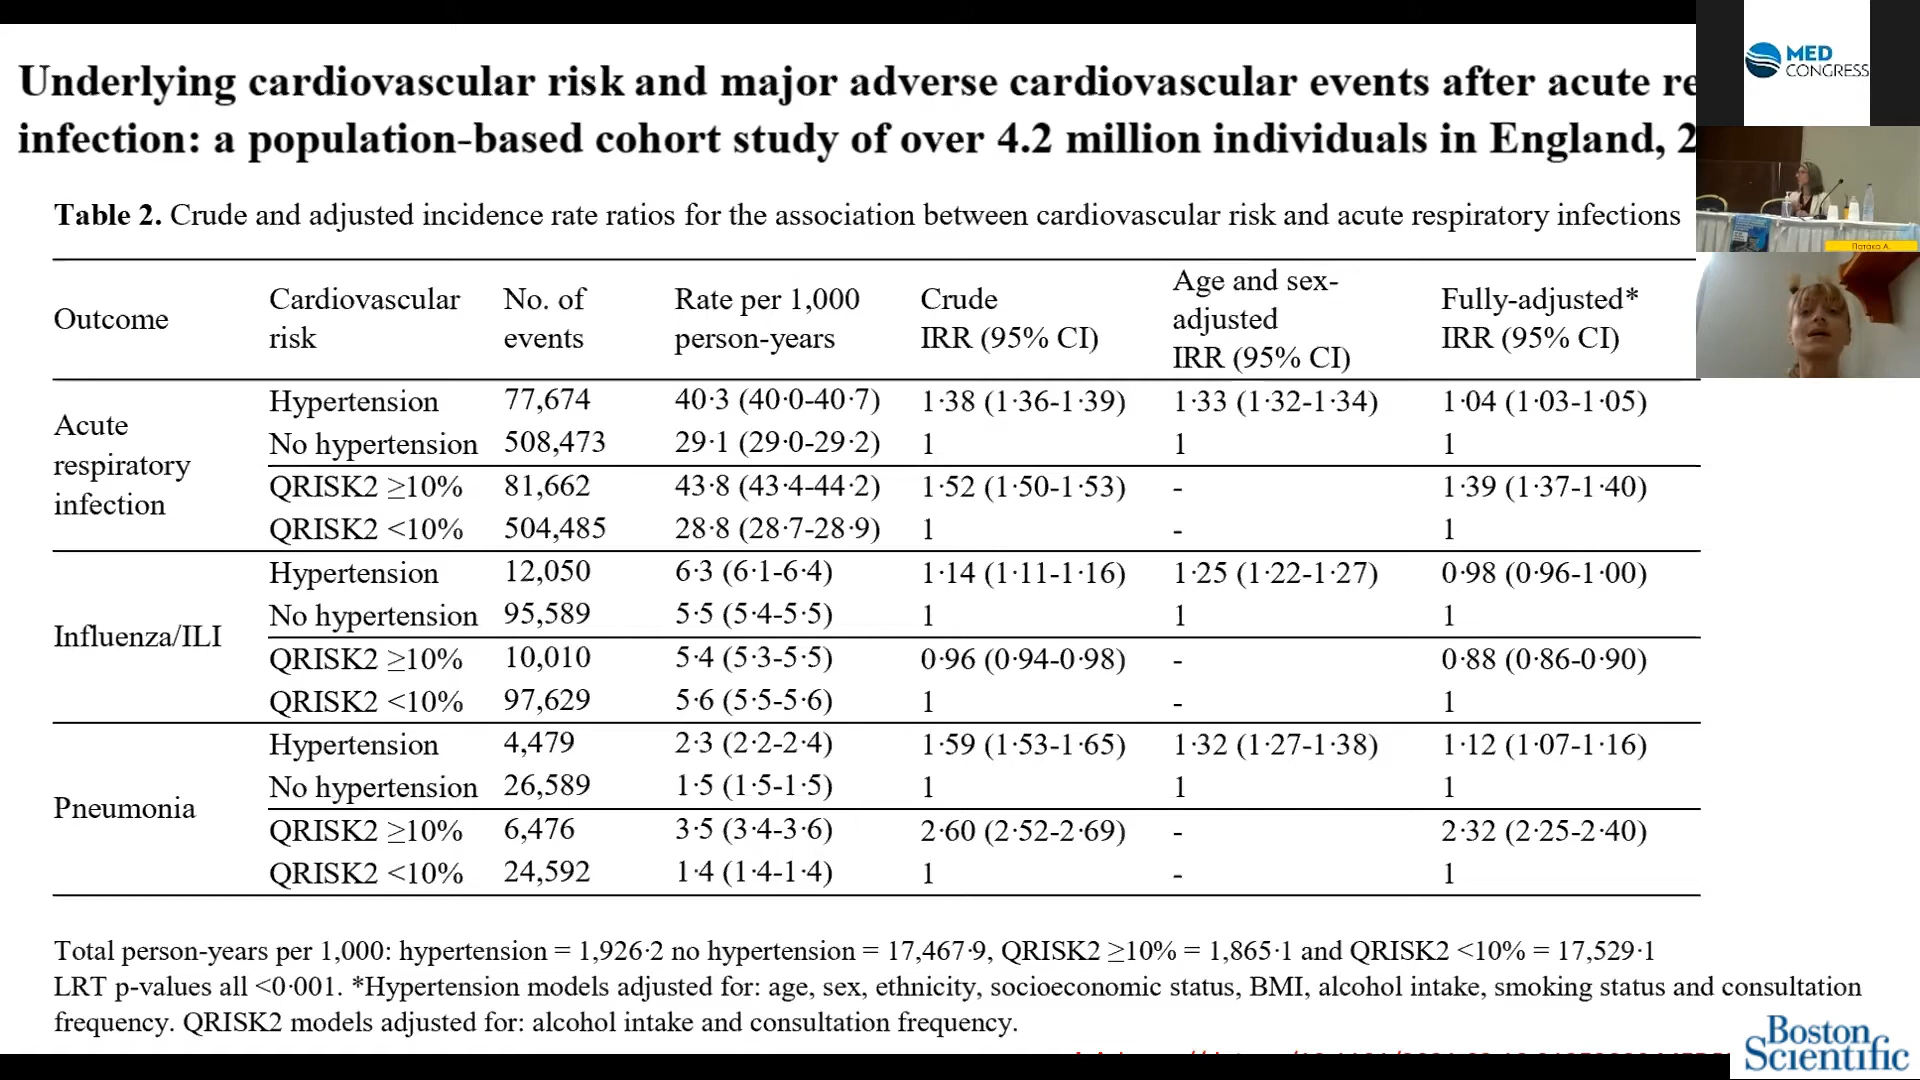 Underlying cardiovascular risk and major adverse cardiovascular events after acute re
infection: a population-based cohort study of over 4.2 million individuals in England, 2
MED
CONGRESS
Патака А.
Table 2. Crude and adjusted incidence rate ratios for the association between cardiovascular risk and acute respiratory infections
Outcome Cardiovascular risk No. of events Rate per 1,000 person-years Crude IRR (95% CI) Age and sex-adjusted IRR (95% CI) Fully-adjusted* IRR (95% CI)
Acute respiratory infection
Hypertension 77,674 40·3 (40·0-40·7) 1·38 (1·36-1·39) 1·33 (1·32-1·34) 1·04 (1·03-1·05)
No hypertension 508,473 29·1 (29·0-29·2) 1 1 1
QRISK2 ≥10% 81,662 43·8 (43·4-44·2) 1·52 (1·50-1·53) - 1·39 (1·37-1·40)
QRISK2 <10% 504,485 28·8 (28·7-28·9) 1 - 1
Influenza/ILI
Hypertension 12,050 6·3 (6·1-6·4) 1·14 (1·11-1·16) 1·25 (1·22-1·27) 0·98 (0·96-1·00)
No hypertension 95,589 5·5 (5·4-5·5) 1 1 1
QRISK2 ≥10% 10,010 5·4 (5·3-5·5) 0·96 (0·94-0·98) - 0·88 (0·86-0·90)
QRISK2 <10% 97,629 5·6 (5·5-5·6) 1 - 1
Pneumonia
Hypertension 4,479 2·3 (2·2-2·4) 1·59 (1·53-1·65) 1·32 (1·27-1·38) 1·12 (1·07-1·16)
No hypertension 26,589 1·5 (1·5-1·5) 1 1 1
QRISK2 ≥10% 6,476 3·5 (3·4-3·6) 2·60 (2·52-2·69) - 2·32 (2·25-2·40)
QRISK2 <10% 24,592 1·4 (1·4-1·4) 1 - 1
Total person-years per 1,000: hypertension = 1,926·2 no hypertension = 17,467·9, QRISK2 ≥10% = 1,865·1 and QRISK2 <10% = 17,529·1
LRT p-values all <0·001. *Hypertension models adjusted for: age, sex, ethnicity, socioeconomic status, BMI, alcohol intake, smoking status and consultation
frequency. QRISK2 models adjusted for: alcohol intake and consultation frequency.
Boston
Scientific